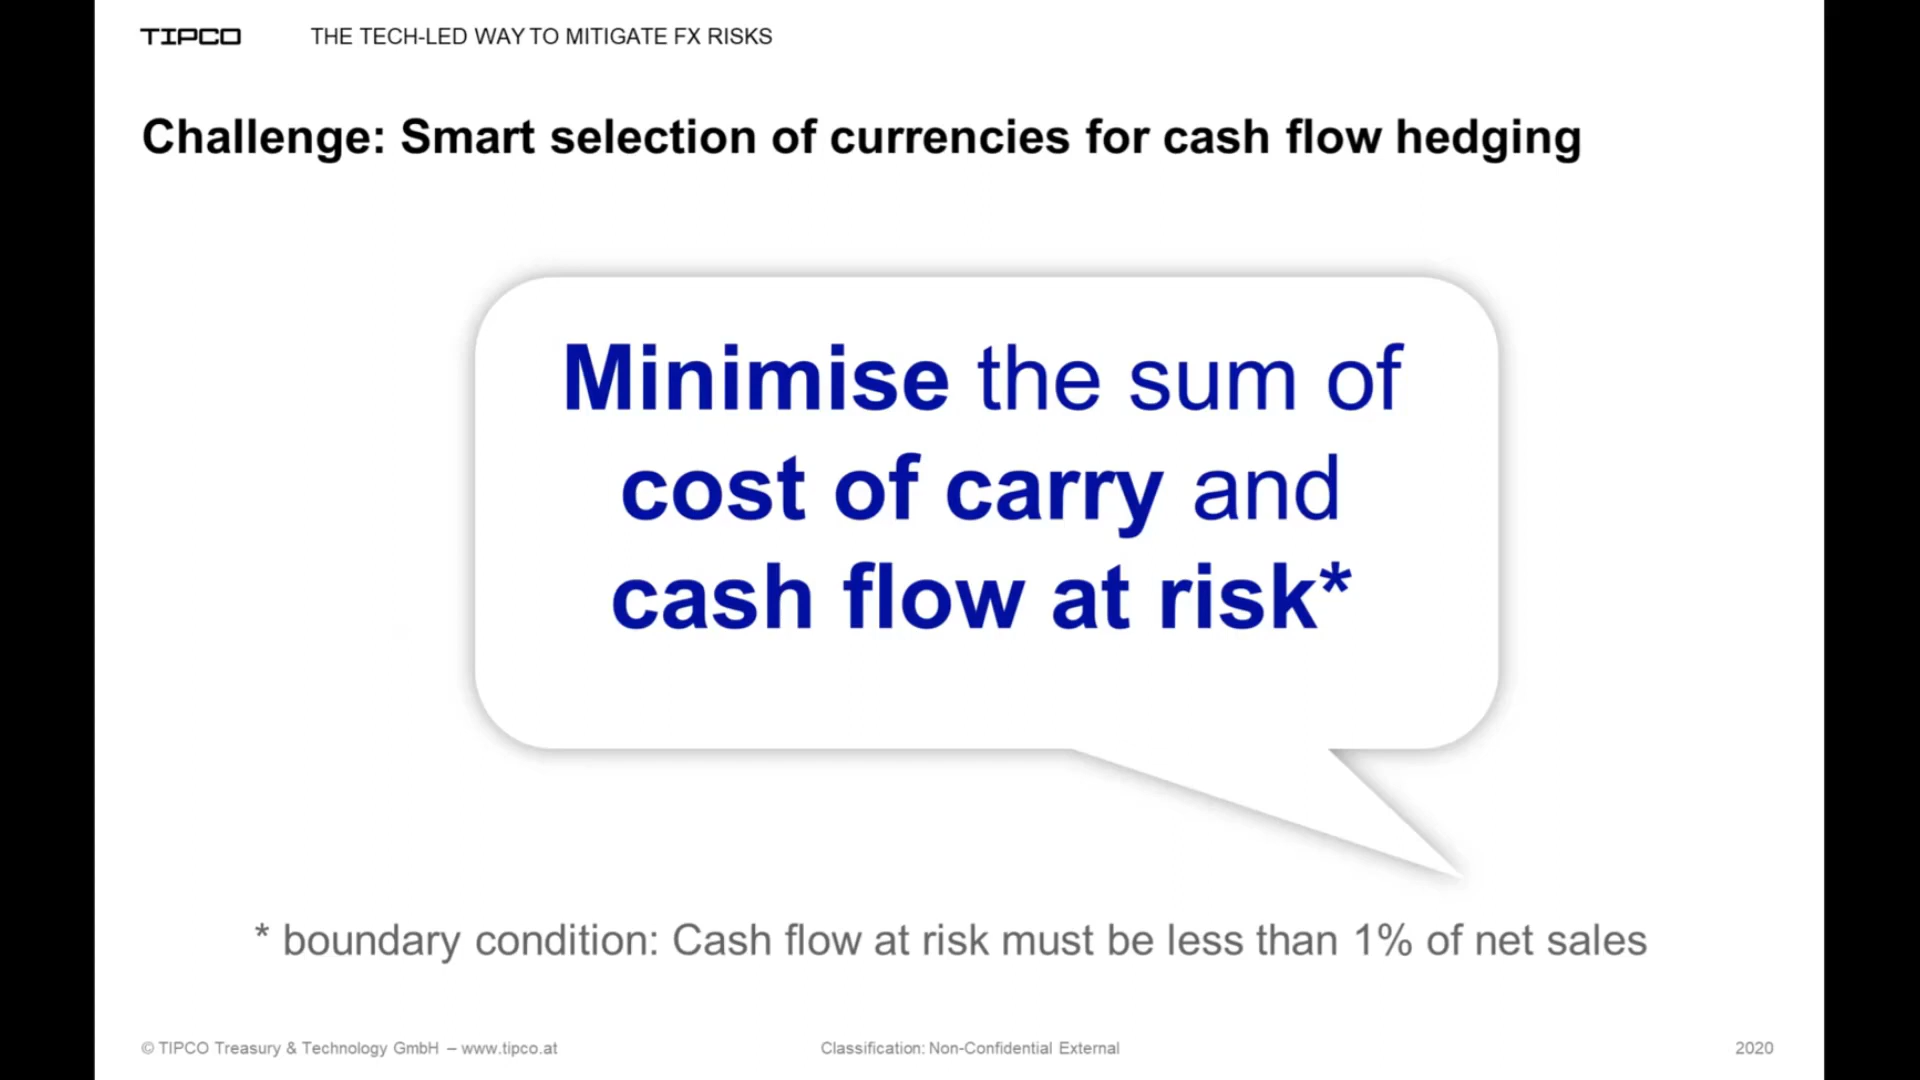 TIPCO THE TECH-LED WAY TO MITIGATE FX RISKS
Challenge: Smart selection of currencies for cash flow hedging
Minimise the sum of
cost of carry and
cash flow at risk*
* boundary condition: Cash flow at risk must be less than 1% of net sales
© TIPCO Treasury & Technology GmbH – www.tipco.at Classification: Non-Confidential External 2020